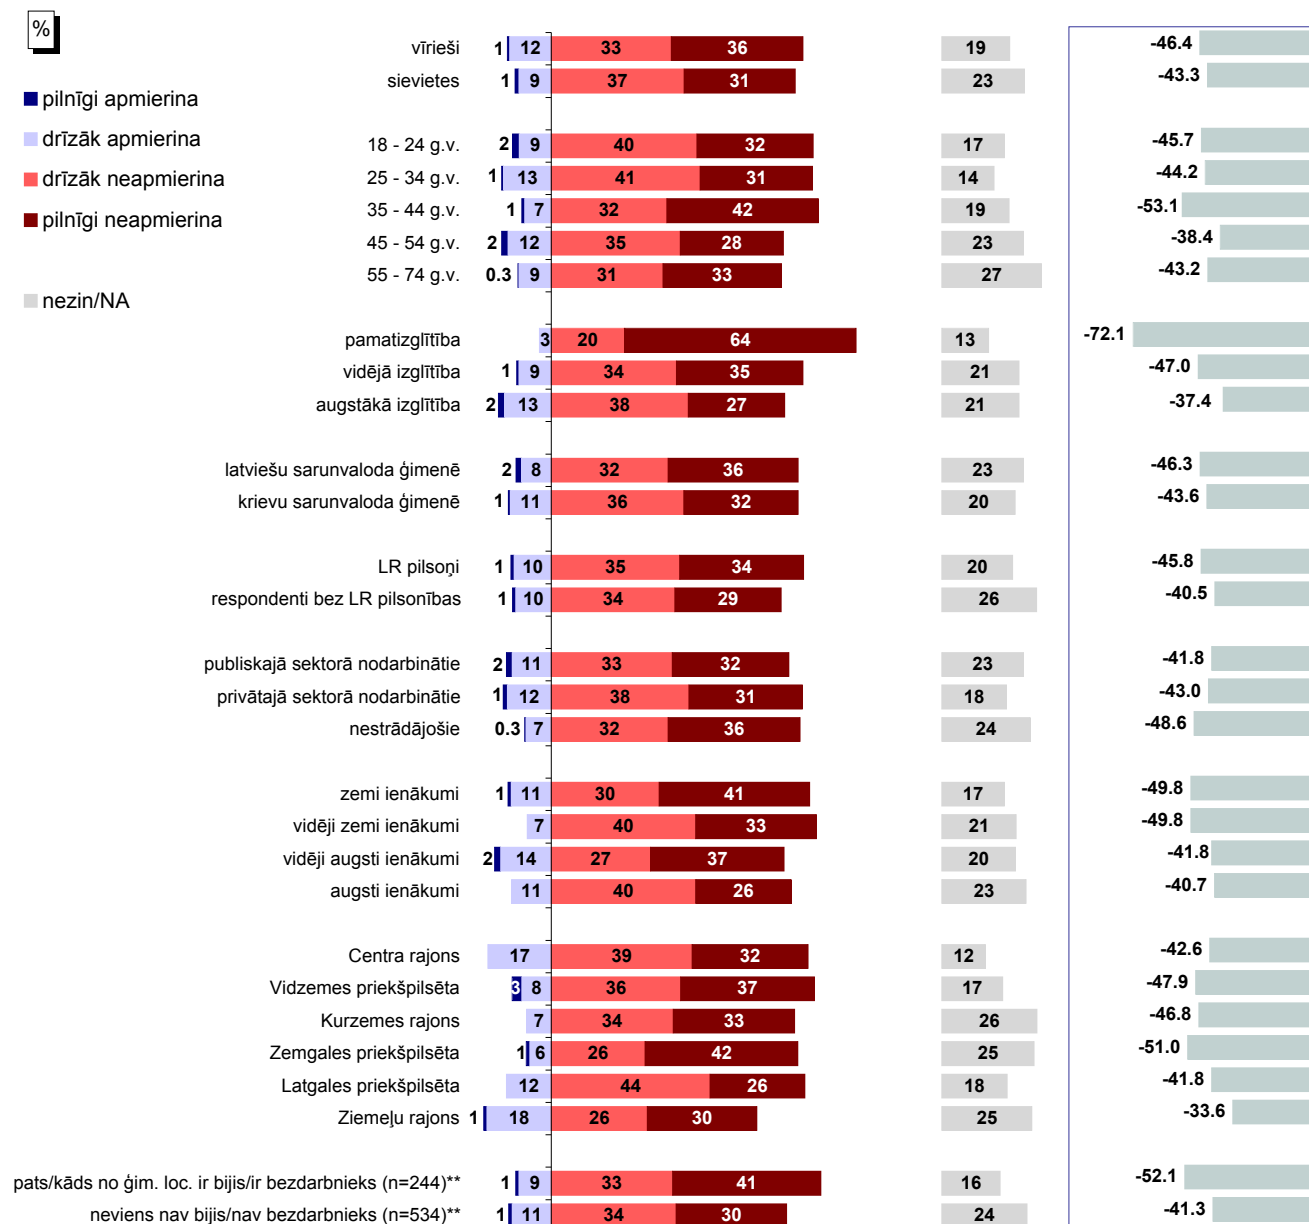 %
pilnīgi apmierina
drīzāk apmierina
drīzāk neapmierina
pilnīgi neapmierina
nezin/NA
vīrieši 1 12 33 36 19 -46.4
sievietes 1 9 37 31 23 -43.3
18 - 24 g.v. 2 9 40 32 17 -45.7
25 - 34 g.v. 1 13 41 31 14 -44.2
35 - 44 g.v. 1 7 32 42 19 -53.1
45 - 54 g.v. 2 12 35 28 23 -38.4
55 - 74 g.v. 0.3 9 31 33 27 -43.2
pamatizglītība 3 20 64 13 -72.1
vidējā izglītība 1 9 34 35 21 -47.0
augstākā izglītība 2 13 38 27 21 -37.4
latviešu sarunvaloda ģimenē 2 8 32 36 23 -46.3
krievu sarunvaloda ģimenē 1 11 36 32 20 -43.6
LR pilsoņi 1 10 35 34 20 -45.8
respondenti bez LR pilsonības 1 10 34 29 26 -40.5
publiskajā sektorā nodarbinātie 2 11 33 32 23 -41.8
privātajā sektorā nodarbinātie 1 12 38 31 18 -43.0
nestrādājošie 0.3 7 32 36 24 -48.6
zemi ienākumi 1 11 30 41 17 -49.8
vidēji zemi ienākumi 7 40 33 21 -49.8
vidēji augsti ienākumi 2 14 27 37 20 -41.8
augsti ienākumi 11 40 26 23 -40.7
Centra rajons 17 39 32 12 -42.6
Vidzemes priekšpilsēta 3 8 36 37 17 -47.9
Kurzemes rajons 7 34 33 26 -46.8
Zemgales priekšpilsēta 1 6 26 42 25 -51.0
Latgales priekšpilsēta 12 44 26 18 -41.8
Ziemeļu rajons 1 18 26 30 25 -33.6
pats/kāds no ģim. loc. ir bijis/ir bezdarbnieks (n=244)** 1 9 33 41 16 -52.1
neviens nav bijis/nav bezdarbnieks (n=534)** 1 11 34 30 24 -41.3